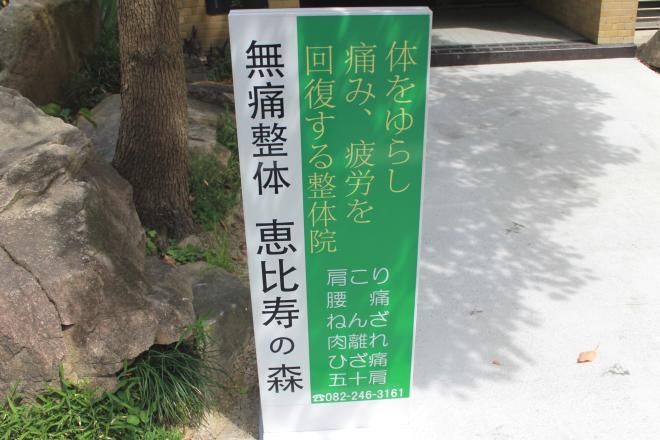 体をゆらし
痛み、疲労を
回復する整体院
無痛整体 恵比寿の森
肩こり
腰痛
ねんざ
肉離れ
ひざ痛
五十肩
☎082-246-3161